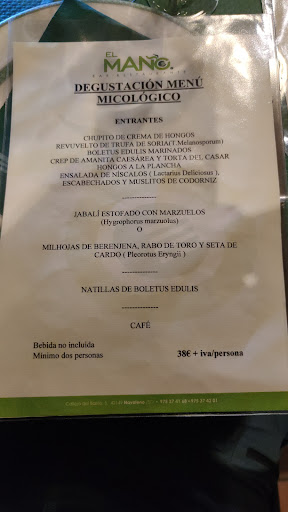 EL
MAÑO.
DEGUSTACIÓN MENÚ
MICOLÓGICO
ENTRANTES
CHUPITO DE CREMA DE HONGOS
REVUELTO DE TRUFA DE SORIA(T.Melanosporum)
BOLETUS EDULIS MARINADOS
CREP DE AMANITA CAESAREA Y TORTA DEL CASAR
HONGOS A LA PLANCHA
ENSALADA DE NÍSCALOS ( Lactarius Deliciosus ),
ESCABECHADOS Y MUSLITOS DE CODORNIZ
---------------
JABALÍ ESTOFADO CON MARZUELOS
(Hygrophorus marzuolus)
O
MILHOJAS DE BERENJENA, RABO DE TORO Y SETA DE
CARDO ( Pleorotus Eryngii )
---------------
NATILLAS DE BOLETUS EDULIS
---------------
CAFÉ
Bebida no incluida
Mínimo dos personas 38€ + iva/persona